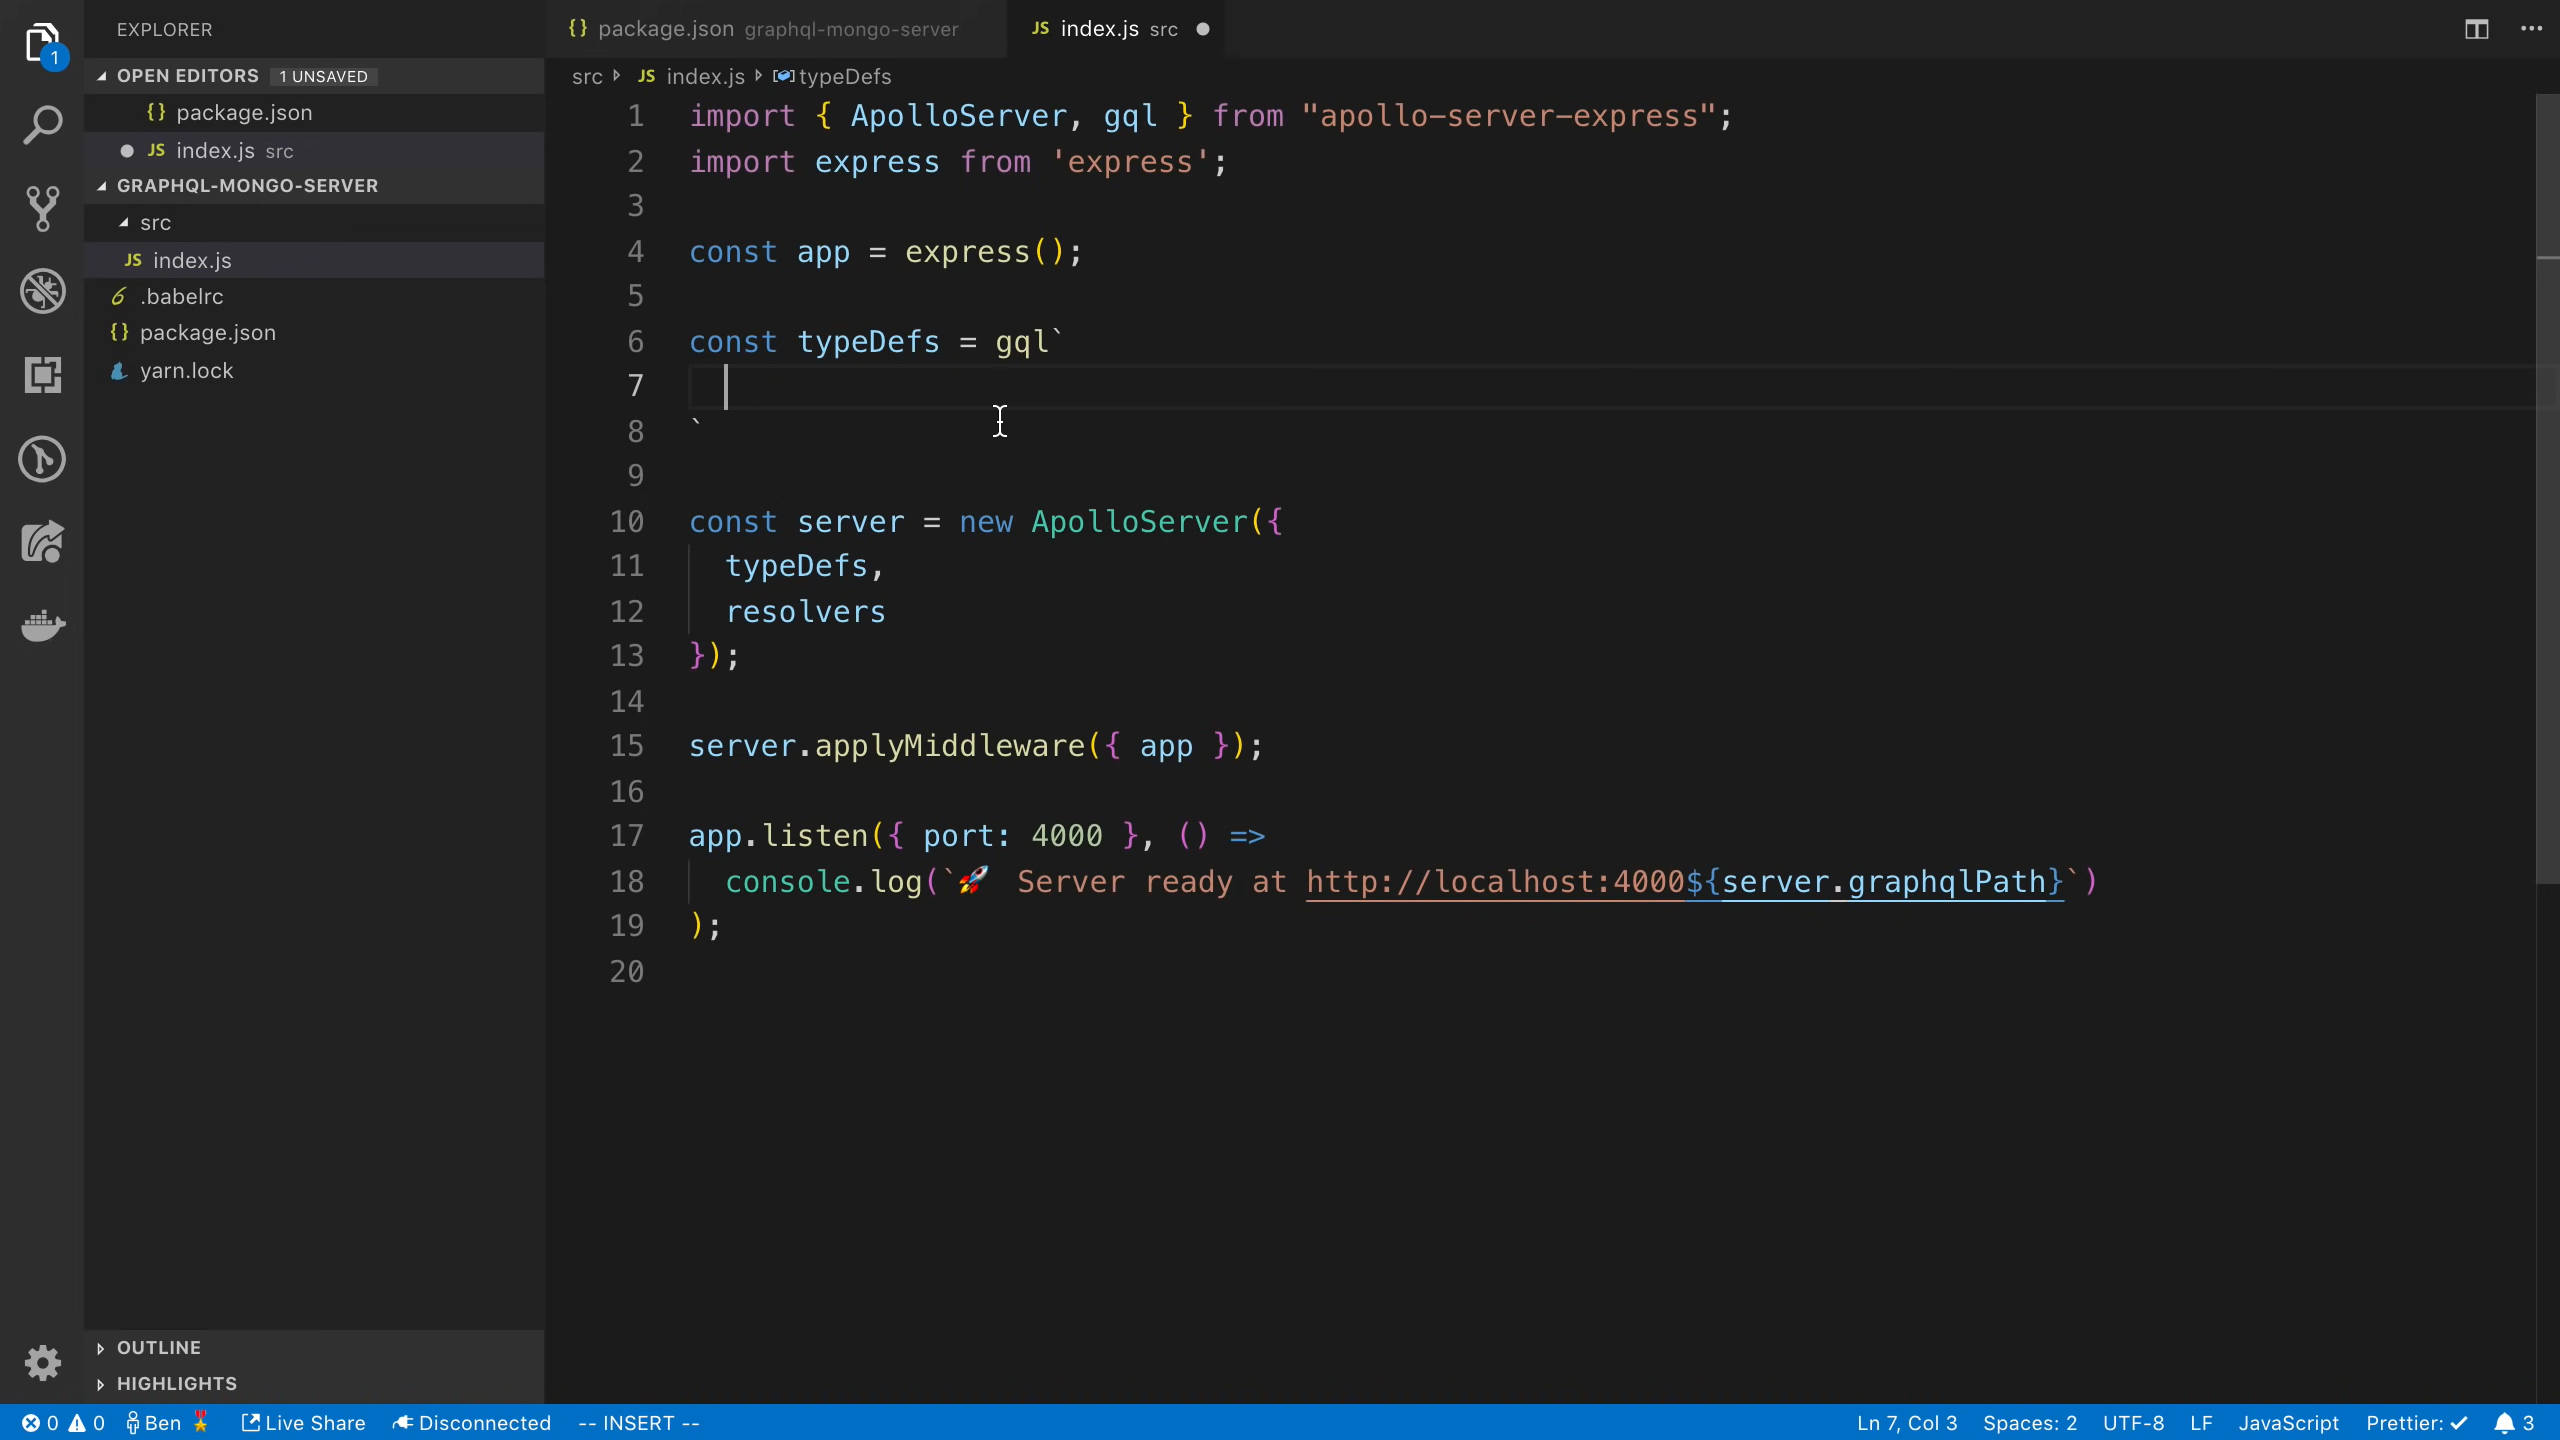 EXPLORER
OPEN EDITORS 1 UNSAVED
{} package.json
JS index.js src
GRAPHQL-MONGO-SERVER
src
JS index.js
.babelrc
{} package.json
yarn.lock
OUTLINE
HIGHLIGHTS
1
{} package.json graphql-mongo-server
JS index.js src
src JS index.js typeDefs
1 import { ApolloServer, gql } from "apollo-server-express";
2 import express from 'express';
3
4 const app = express();
5
6 const typeDefs = gql`
7
8 `
9
10 const server = new ApolloServer({
11 typeDefs,
12 resolvers
13 });
14
15 server.applyMiddleware({ app });
16
17 app.listen({ port: 4000 }, () =>
18 console.log(`🚀 Server ready at http://localhost:4000${server.graphqlPath}`)
19 );
20
0 0 Ben Live Share Disconnected -- INSERT -- Ln 7, Col 3 Spaces: 2 UTF-8 LF JavaScript Prettier: ✓ 3